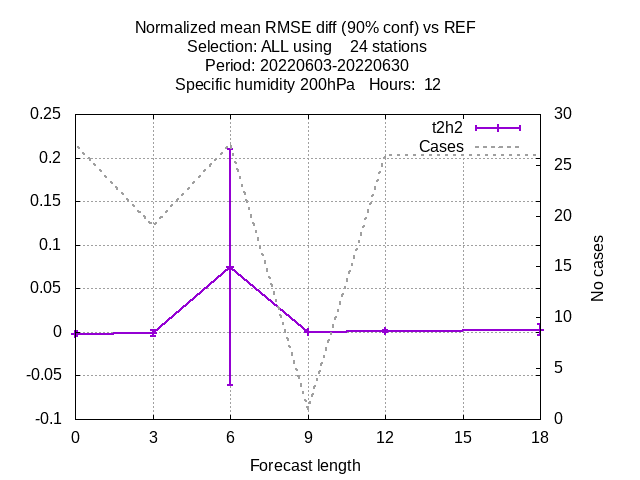 Normalized mean RMSE diff (90% conf) vs REF
Selection: ALL using    24 stations
Period: 20220603-20220630
Specific humidity 200hPa   Hours:  12
t2h2
Cases
0.25
0.2
0.15
0.1
0.05
0
-0.05
-0.1
30
25
20
15
10
5
0
No cases
0 3 6 9 12 15 18
Forecast length